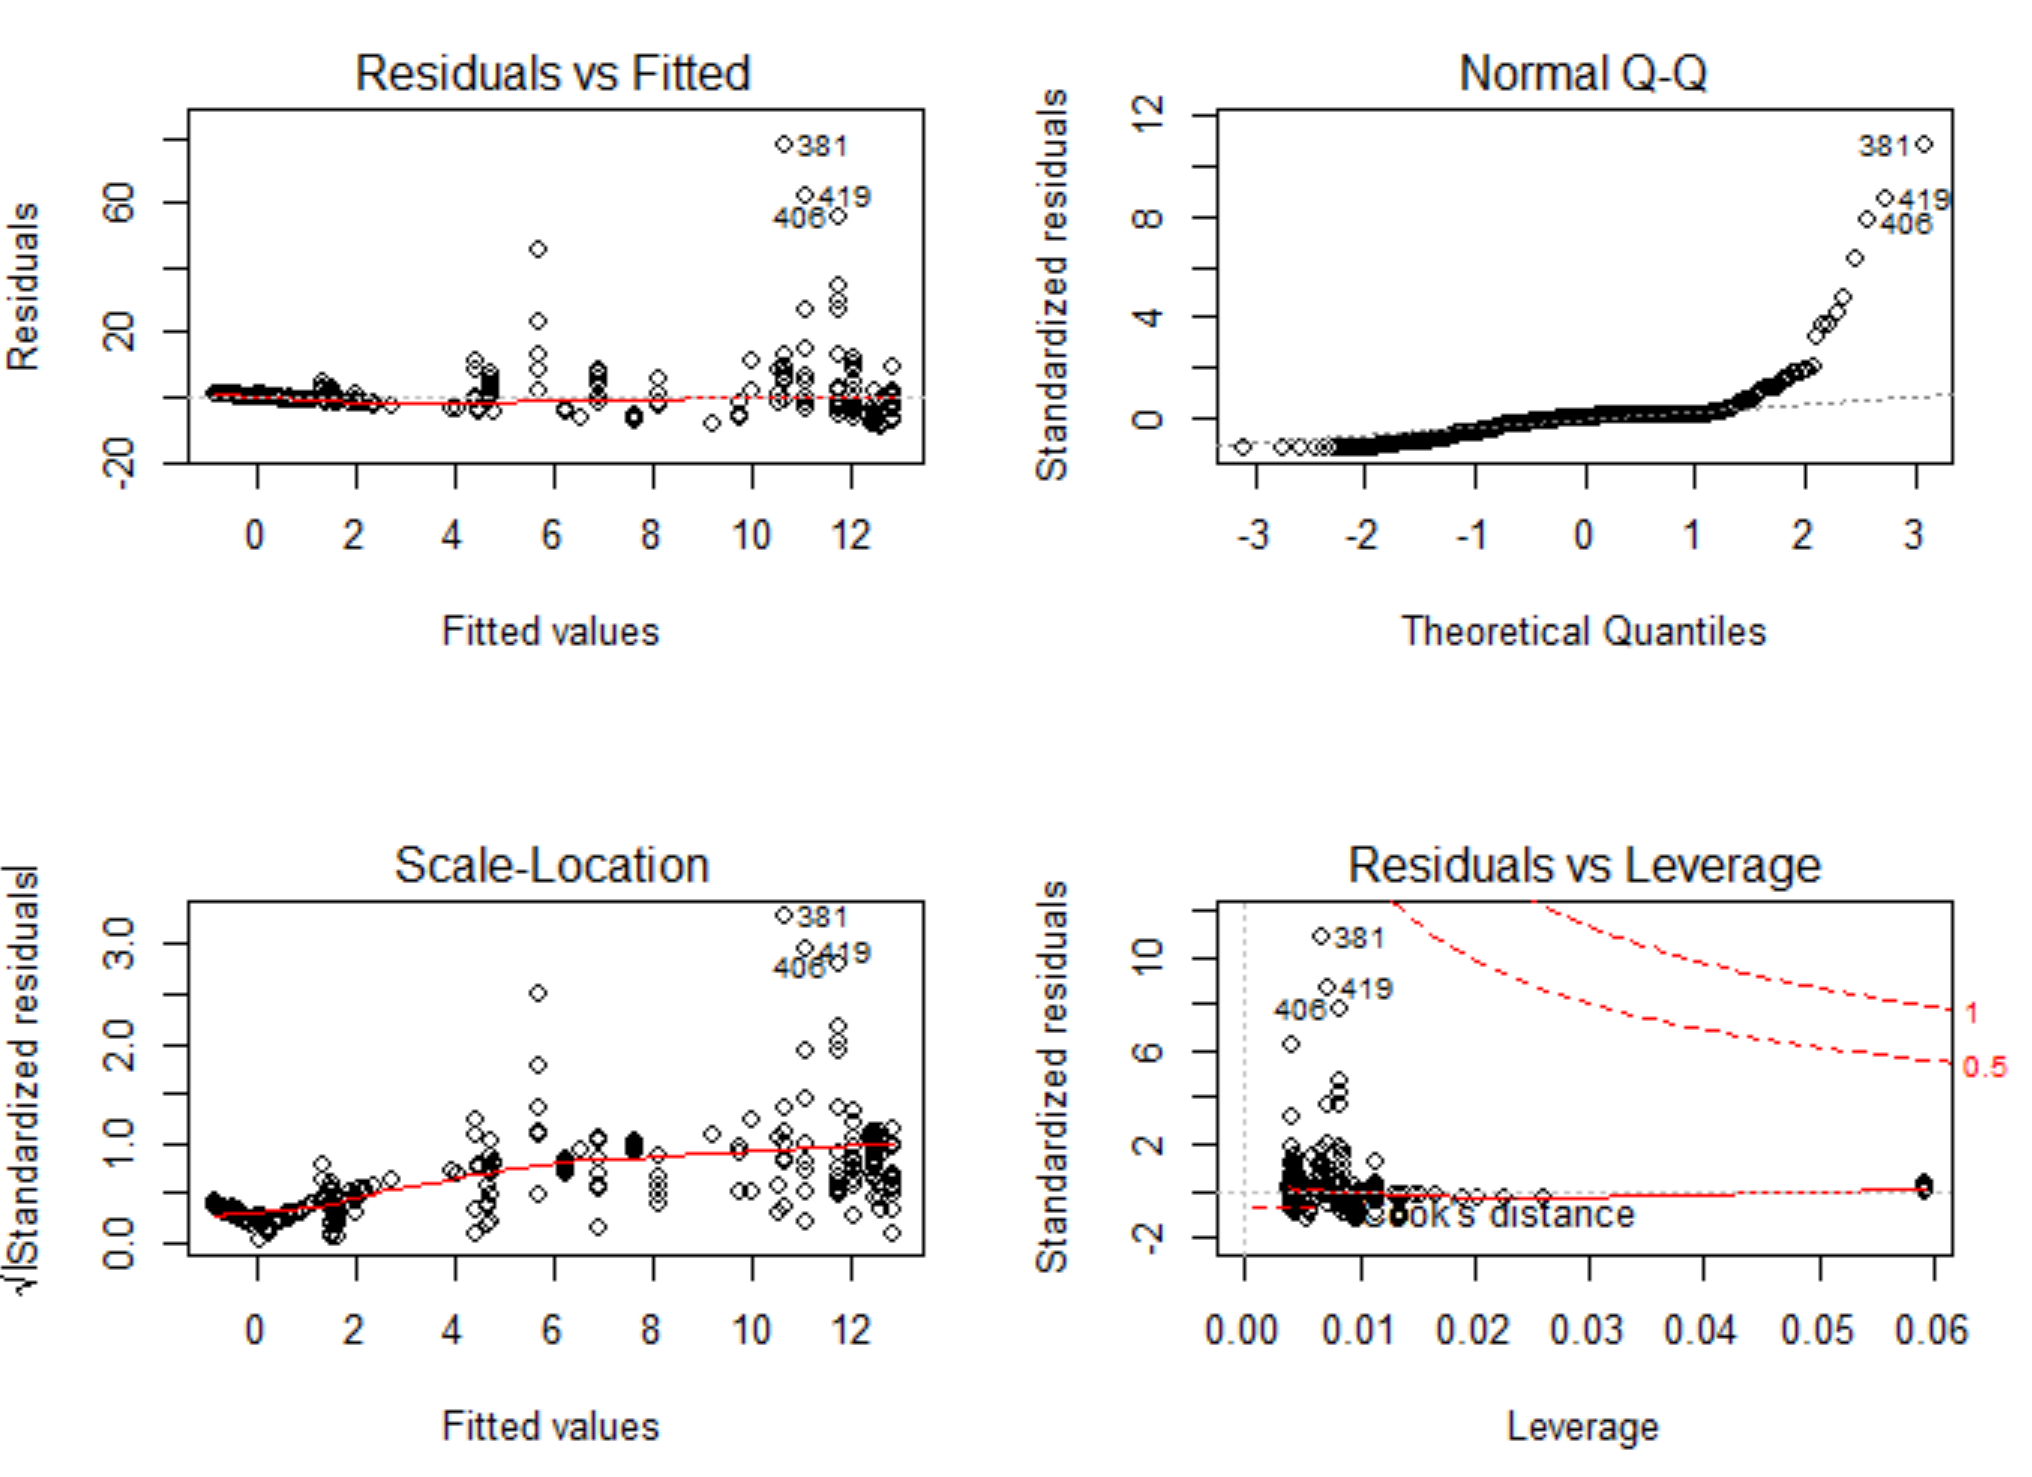 Residuals vs Fitted
Residuals
-20 20 60
381
419
406
0 2 4 6 8 10 12
Fitted values
Normal Q-Q
Standardized residuals
0 4 8 12
381
419
406
-3 -2 -1 0 1 2 3
Theoretical Quantiles
Scale-Location
√|Standardized residuals|
0.0 1.0 2.0 3.0
381
419
406
0 2 4 6 8 10 12
Fitted values
Residuals vs Leverage
Standardized residuals
-2 2 6 10
381
419
406
1
0.5
Cook's distance
0.00 0.01 0.02 0.03 0.04 0.05 0.06
Leverage